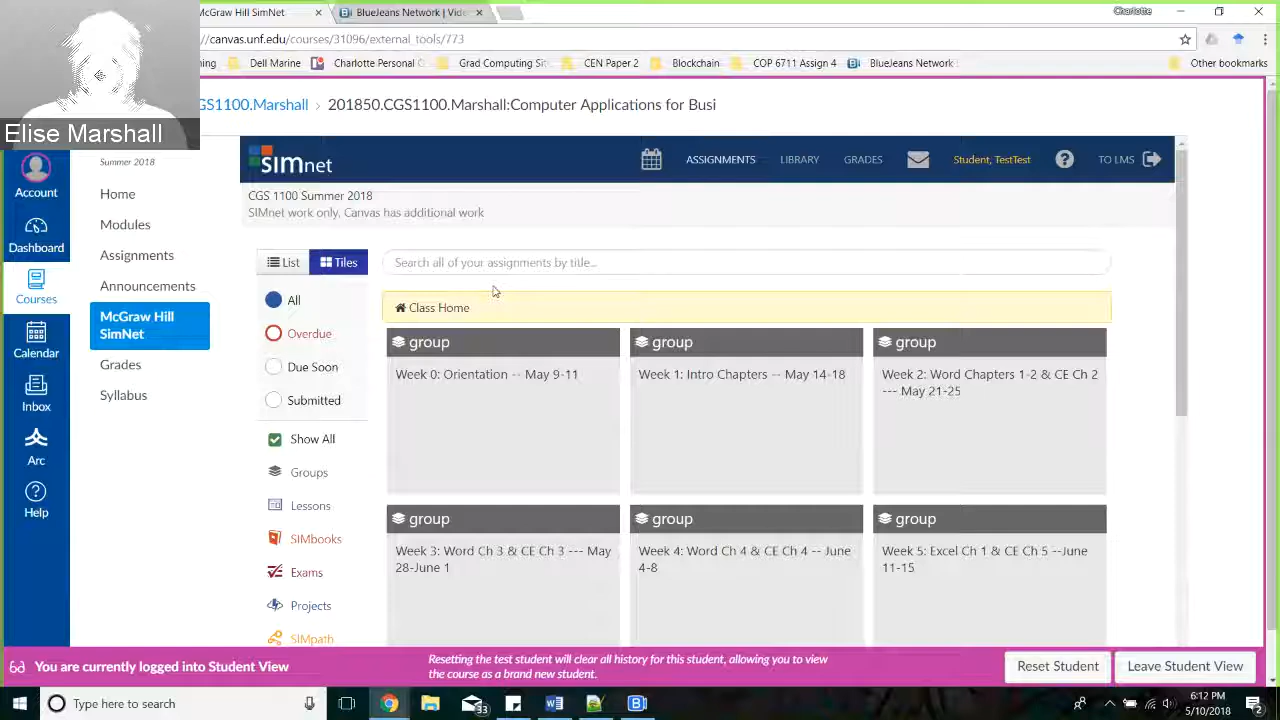 McGraw Hill SimNet
BlueJeans Network | Vide
Charlotte
//canvas.unf.edu/courses/31096/external_tools/773
Dell Marine
Charlotte Personal
Grad Computing Site
CEN Paper 2
Blockchain
COP 6711 Assign 4
BlueJeans Network
Other bookmarks
CGS1100.Marshall › 201850.CGS1100.Marshall:Computer Applications for Busi
Elise Marshall
Account
Dashboard
Courses
Calendar
Inbox
Arc
Help
Summer 2018
Home
Modules
Assignments
Announcements
McGraw Hill
SimNet
Grades
Syllabus
SIMnet
ASSIGNMENTS
LIBRARY
GRADES
Student, TestTest
?
TO LMS
CGS 1100 Summer 2018
SIMnet work only, Canvas has additional work
List
Tiles
Search all of your assignments by title...
All
Overdue
Due Soon
Submitted
Show All
Groups
Lessons
SIMbooks
Exams
Projects
SIMpath
Class Home
group
Week 0: Orientation -- May 9-11
group
Week 1: Intro Chapters -- May 14-18
group
Week 2: Word Chapters 1-2 & CE Ch 2
--- May 21-25
group
Week 3: Word Ch 3 & CE Ch 3 --- May
28-June 1
group
Week 4: Word Ch 4 & CE Ch 4 -- June
4-8
group
Week 5: Excel Ch 1 & CE Ch 5 --June
11-15
You are currently logged into Student View
Resetting the test student will clear all history for this student, allowing you to view
the course as a brand new student.
Reset Student
Leave Student View
Type here to search
33
6:12 PM
5/10/2018
2